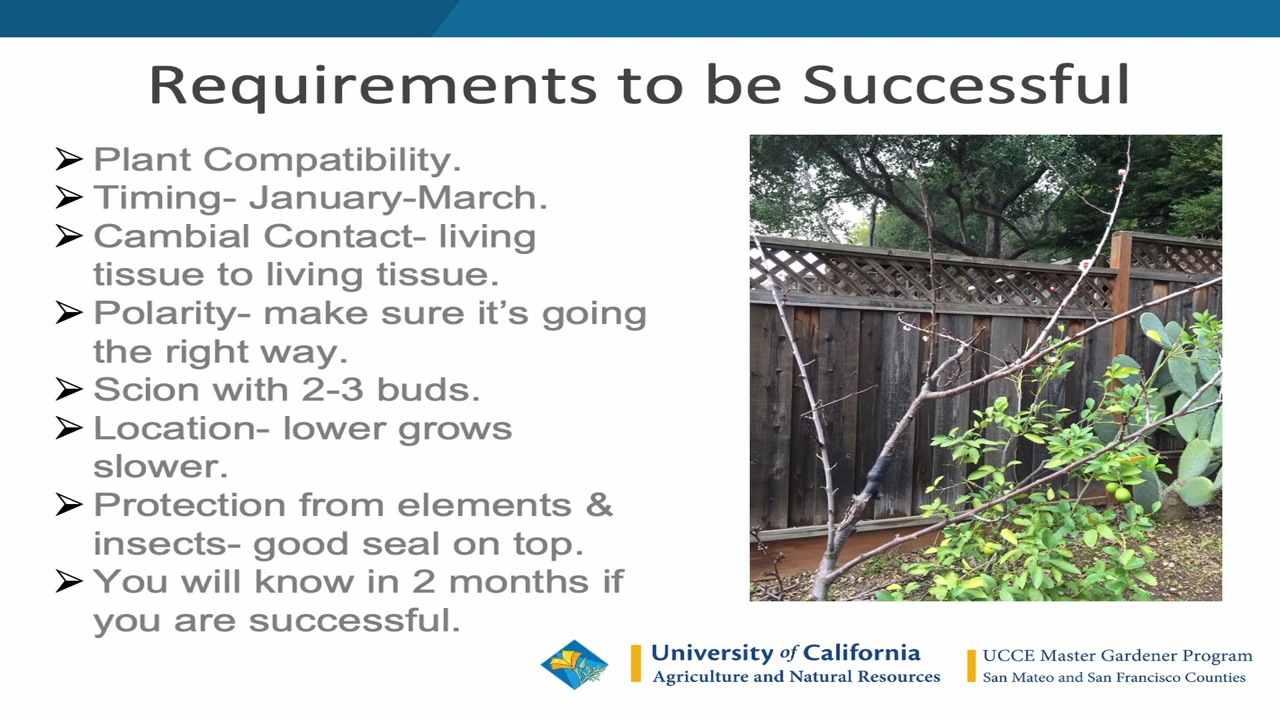 Requirements to be Successful
➢ Plant Compatibility.
➢ Timing- January-March.
➢ Cambial Contact- living
tissue to living tissue.
➢ Polarity- make sure it’s going
the right way.
➢ Scion with 2-3 buds.
➢ Location- lower grows
slower.
➢ Protection from elements &
insects- good seal on top.
➢ You will know in 2 months if
you are successful.
University of California
Agriculture and Natural Resources
UCCE Master Gardener Program
San Mateo and San Francisco Counties